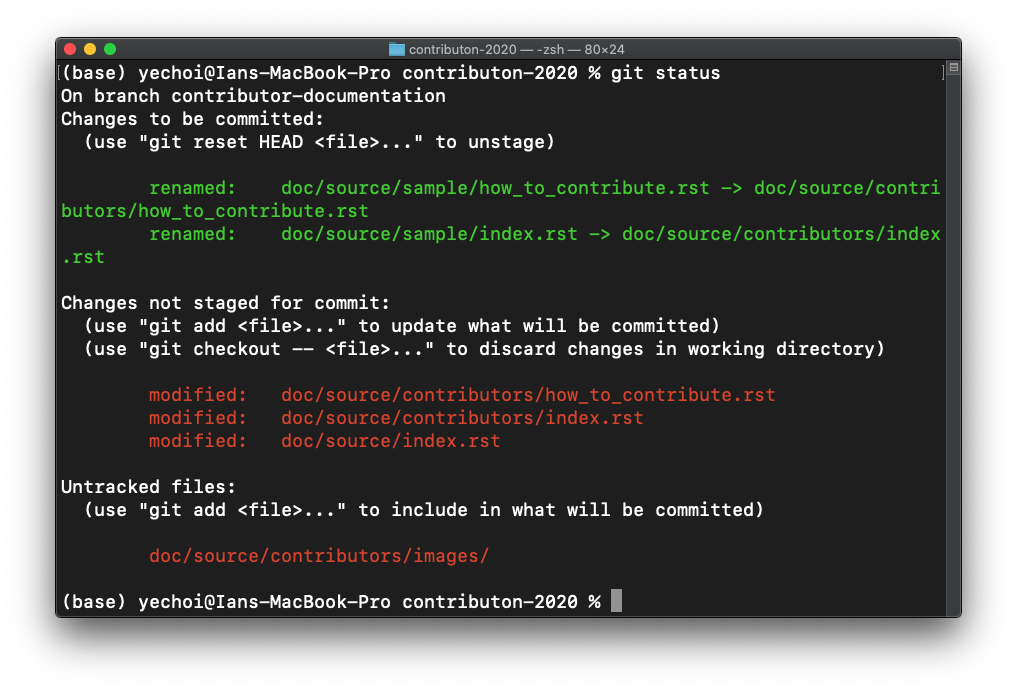 contributon-2020 — -zsh — 80×24
(base) yechoi@Ians-MacBook-Pro contributon-2020 % git status
On branch contributor-documentation
Changes to be committed:
  (use "git reset HEAD <file>..." to unstage)
        renamed:    doc/source/sample/how_to_contribute.rst -> doc/source/contri
butors/how_to_contribute.rst
        renamed:    doc/source/sample/index.rst -> doc/source/contributors/index
.rst
Changes not staged for commit:
  (use "git add <file>..." to update what will be committed)
  (use "git checkout -- <file>..." to discard changes in working directory)
        modified:   doc/source/contributors/how_to_contribute.rst
        modified:   doc/source/contributors/index.rst
        modified:   doc/source/index.rst
Untracked files:
  (use "git add <file>..." to include in what will be committed)
        doc/source/contributors/images/
(base) yechoi@Ians-MacBook-Pro contributon-2020 %